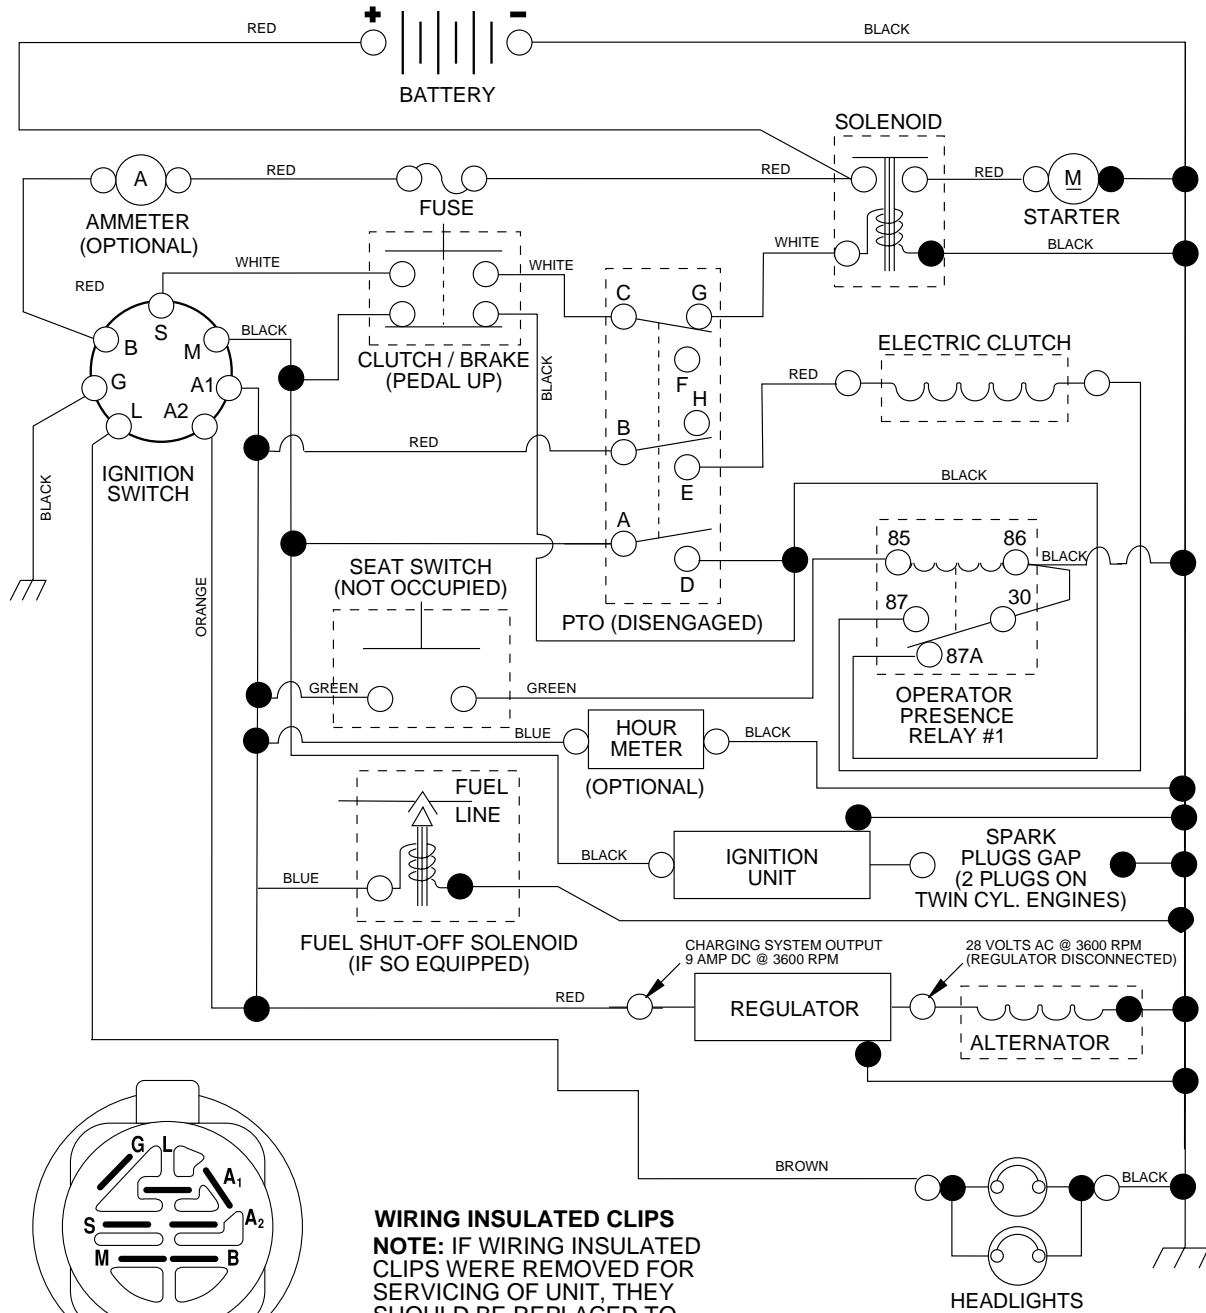 + -
RED
BLACK
BATTERY
SOLENOID
A
RED
RED
RED
M
AMMETER
(OPTIONAL)
FUSE
STARTER
WHITE
WHITE
WHITE
BLACK
RED
S
BLACK
C
G
B
M
ELECTRIC CLUTCH
CLUTCH / BRAKE
(PEDAL UP)
BLACK
F
RED
G
A1
H
L
A2
B
RED
IGNITION
SWITCH
E
BLACK
BLACK
A
85
86
BLACK
SEAT SWITCH
(NOT OCCUPIED)
D
ORANGE
87
30
PTO (DISENGAGED)
87A
GREEN
GREEN
OPERATOR
PRESENCE
RELAY #1
BLUE
HOUR
METER
BLACK
(OPTIONAL)
FUEL
LINE
BLACK
IGNITION
UNIT
SPARK
PLUGS GAP
(2 PLUGS ON
TWIN CYL. ENGINES)
BLUE
FUEL SHUT-OFF SOLENOID
(IF SO EQUIPPED)
CHARGING SYSTEM OUTPUT
9 AMP DC @ 3600 RPM
28 VOLTS AC @ 3600 RPM
(REGULATOR DISCONNECTED)
RED
REGULATOR
ALTERNATOR
G L
A1
BROWN
BLACK
S
A2
M
B
WIRING INSULATED CLIPS
NOTE: IF WIRING INSULATED
CLIPS WERE REMOVED FOR
SERVICING OF UNIT, THEY
SHOULD BE REPLACED TO
HEADLIGHTS